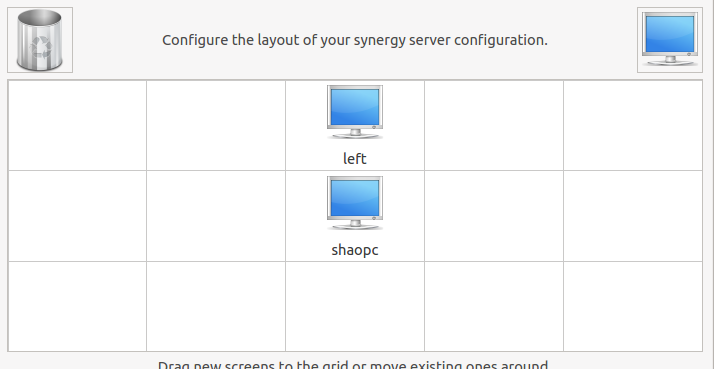 Configure the layout of your synergy server configuration.
left
shaopc
Drag new screens to the grid or move existing ones around.